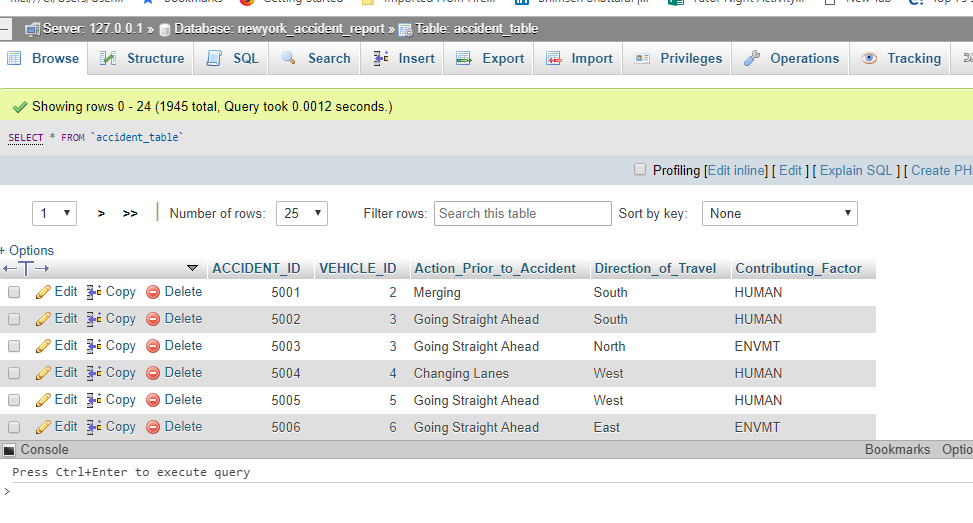 Server: 127.0.0.1 » Database: newyork_accident_report » Table: accident_table
Browse Structure SQL Search Insert Export Import Privileges Operations Tracking
Showing rows 0 - 24 (1945 total, Query took 0.0012 seconds.)
SELECT * FROM `accident_table`
Profiling [Edit inline] [ Edit ] [ Explain SQL ] [ Create PH
1 > >> | Number of rows: 25 Filter rows: Search this table Sort by key: None
+ Options
←T→ ACCIDENT_ID VEHICLE_ID Action_Prior_to_Accident Direction_of_Travel Contributing_Factor
Edit Copy Delete 5001 2 Merging South HUMAN
Edit Copy Delete 5002 3 Going Straight Ahead South HUMAN
Edit Copy Delete 5003 3 Going Straight Ahead North ENVMT
Edit Copy Delete 5004 4 Changing Lanes West HUMAN
Edit Copy Delete 5005 5 Going Straight Ahead West HUMAN
Edit Copy Delete 5006 6 Going Straight Ahead East ENVMT
Console Bookmarks Optio
Press Ctrl+Enter to execute query
>